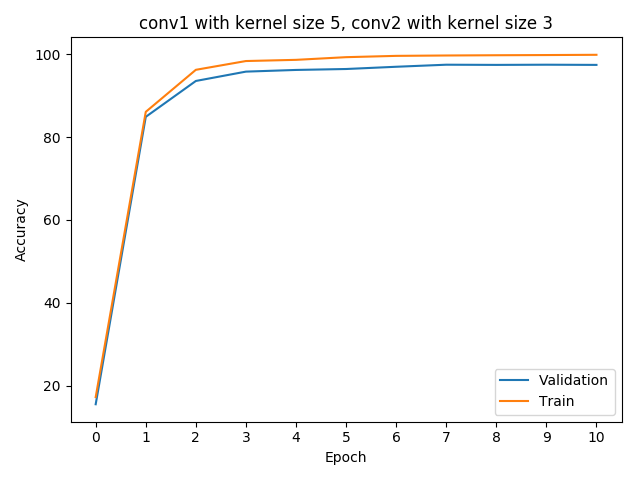 conv1 with kernel size 5, conv2 with kernel size 3
100
80
60
40
20
Accuracy
Validation
Train
0 1 2 3 4 5 6 7 8 9 10
Epoch